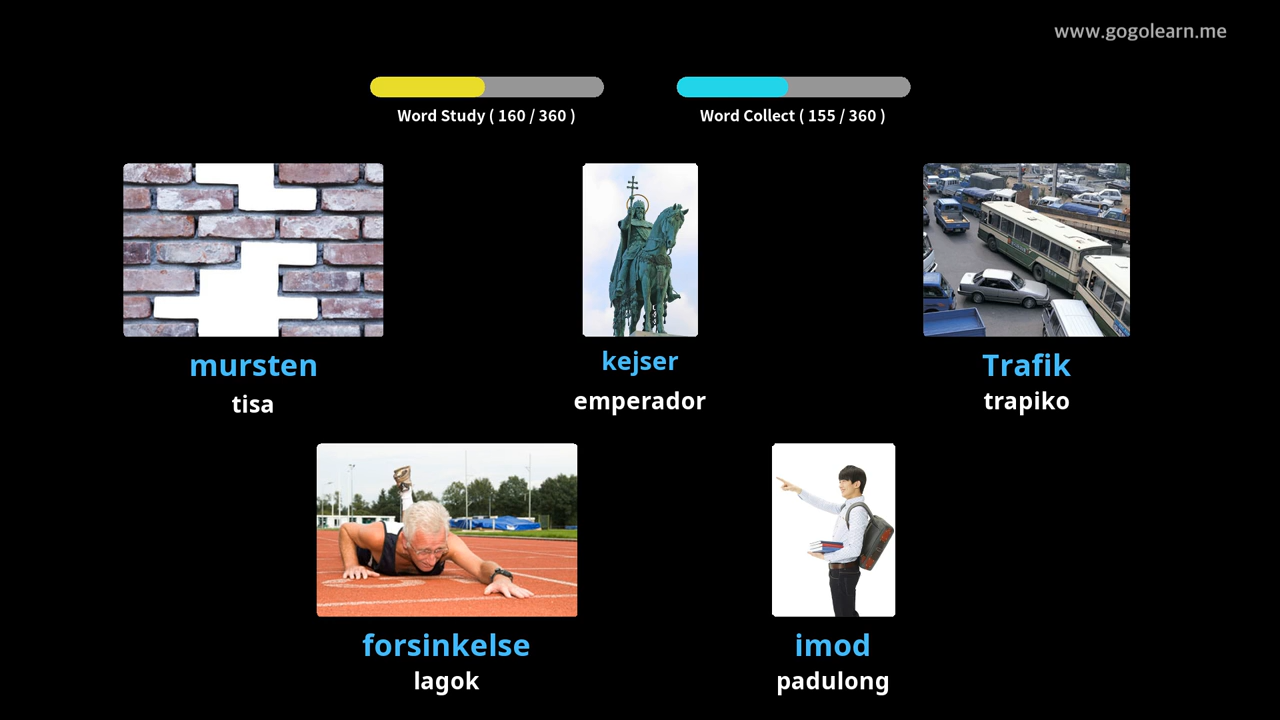 www.gogolearn.me
Word Study ( 160 / 360 )
Word Collect ( 155 / 360 )
mursten
tisa
kejser
emperador
Trafik
trapiko
forsinkelse
lagok
imod
padulong